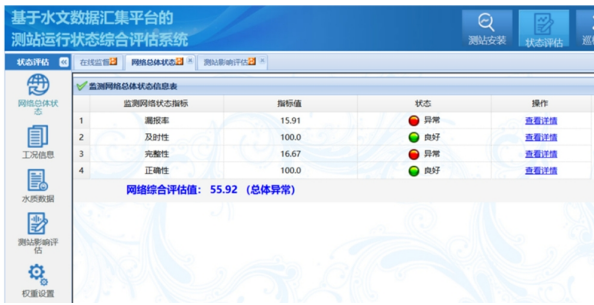 基于水文数据汇集平台的
测站运行状态综合评估系统
测站安装
状态评估
状态评估
在线监督
网络总体状态
测站影响评估
网络总体状态
工况信息
水质数据
测站影响评估
权重设置
监测网络总体状态信息表
监测网络状态指标 指标值 状态 操作
1 漏报率 15.91 异常 查看详情
2 及时性 100.0 良好 查看详情
3 完整性 16.67 异常 查看详情
4 正确性 100.0 良好 查看详情
网络综合评估值: 55.92 (总体异常)